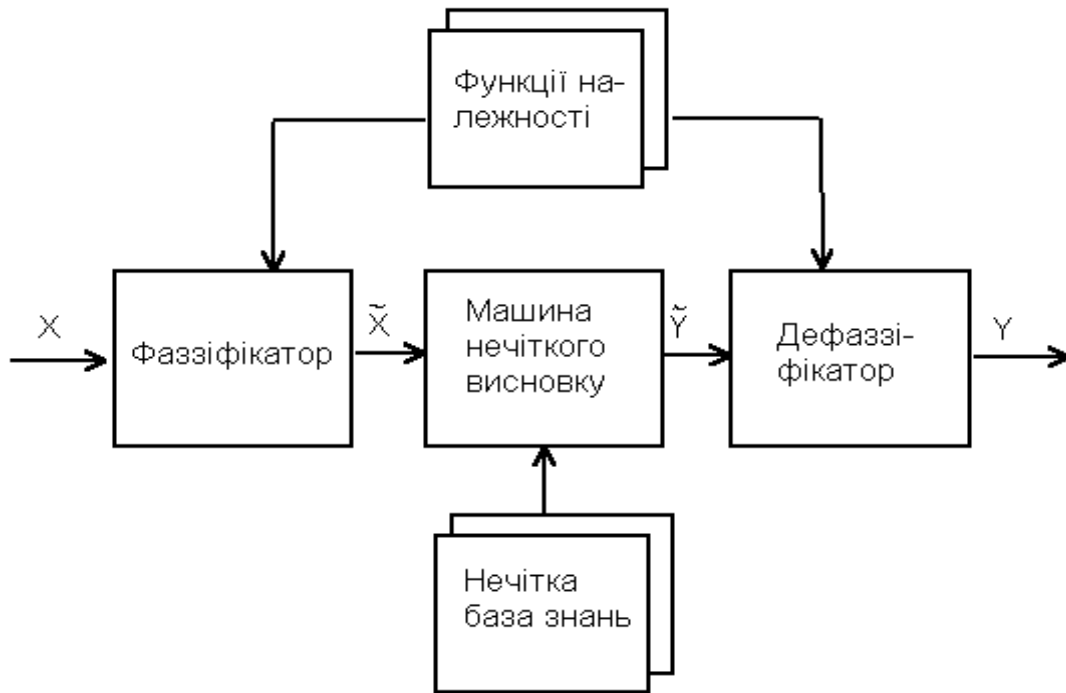 Функції на-
лежності
X
Фаззіфікатор
X̃
Машина
нечіткого
висновку
Ỹ
Дефаззі-
фікатор
Y
Нечітка
база знань